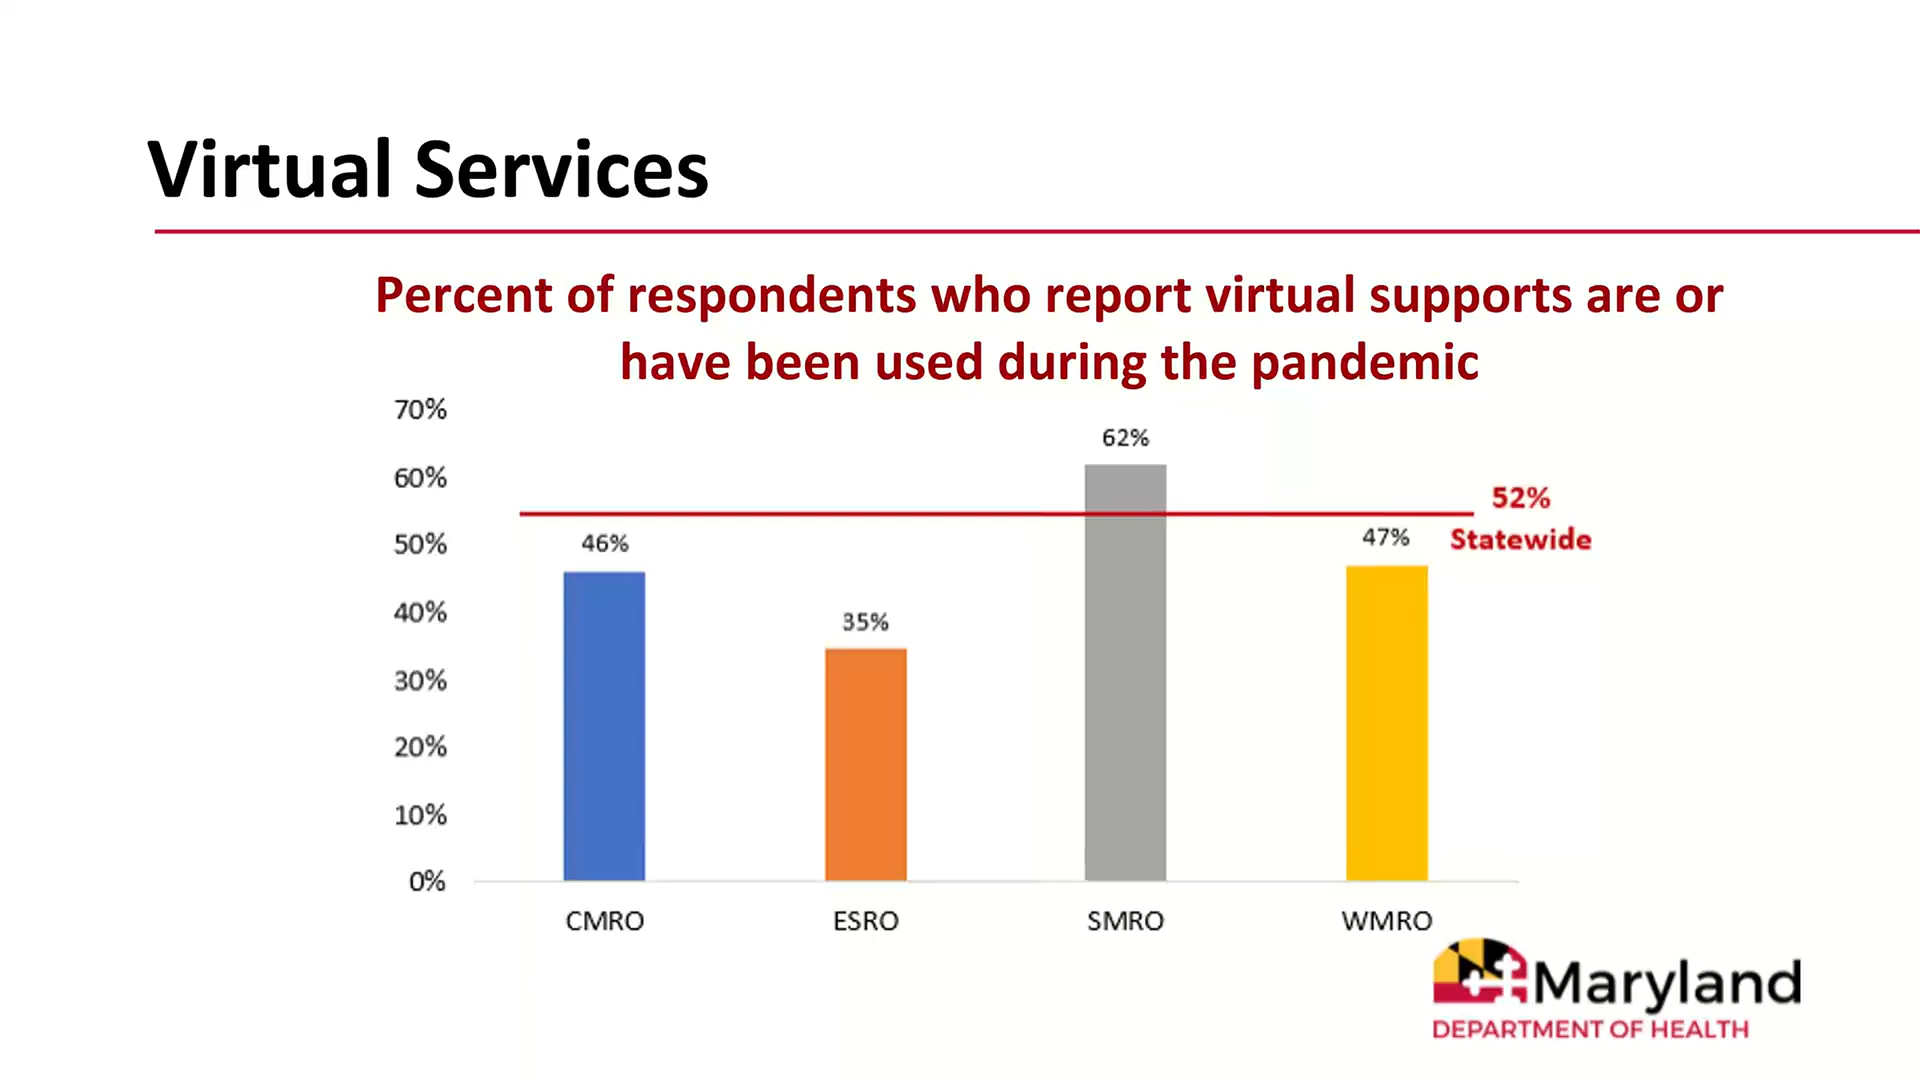 Virtual Services
Percent of respondents who report virtual supports are or
have been used during the pandemic
70%
60%
50%
40%
30%
20%
10%
0%
46%
35%
62%
47%
52%
Statewide
CMRO
ESRO
SMRO
WMRO
Maryland
DEPARTMENT OF HEALTH